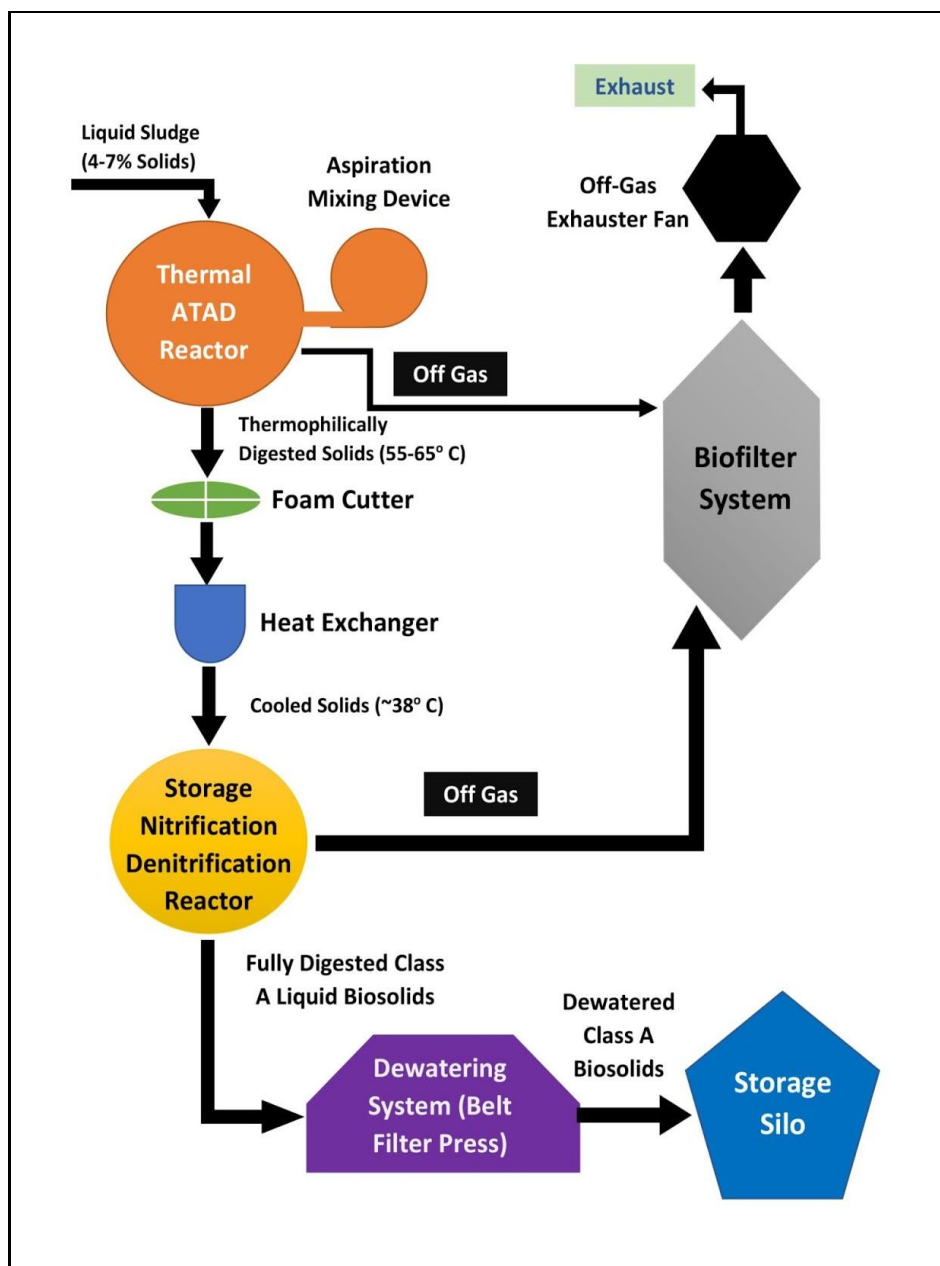 Exhaust
Liquid Sludge
(4-7% Solids)
Aspiration
Mixing Device
Off-Gas
Exhauster Fan
Thermal
ATAD
Reactor
Off Gas
Thermophilically
Digested Solids (55-65° C)
Biofilter
System
Foam Cutter
Heat Exchanger
Cooled Solids (~38° C)
Storage
Nitrification
Denitrification
Reactor
Off Gas
Fully Digested Class
A Liquid Biosolids
Dewatered
Class A
Biosolids
Dewatering
System (Belt
Filter Press)
Storage
Silo